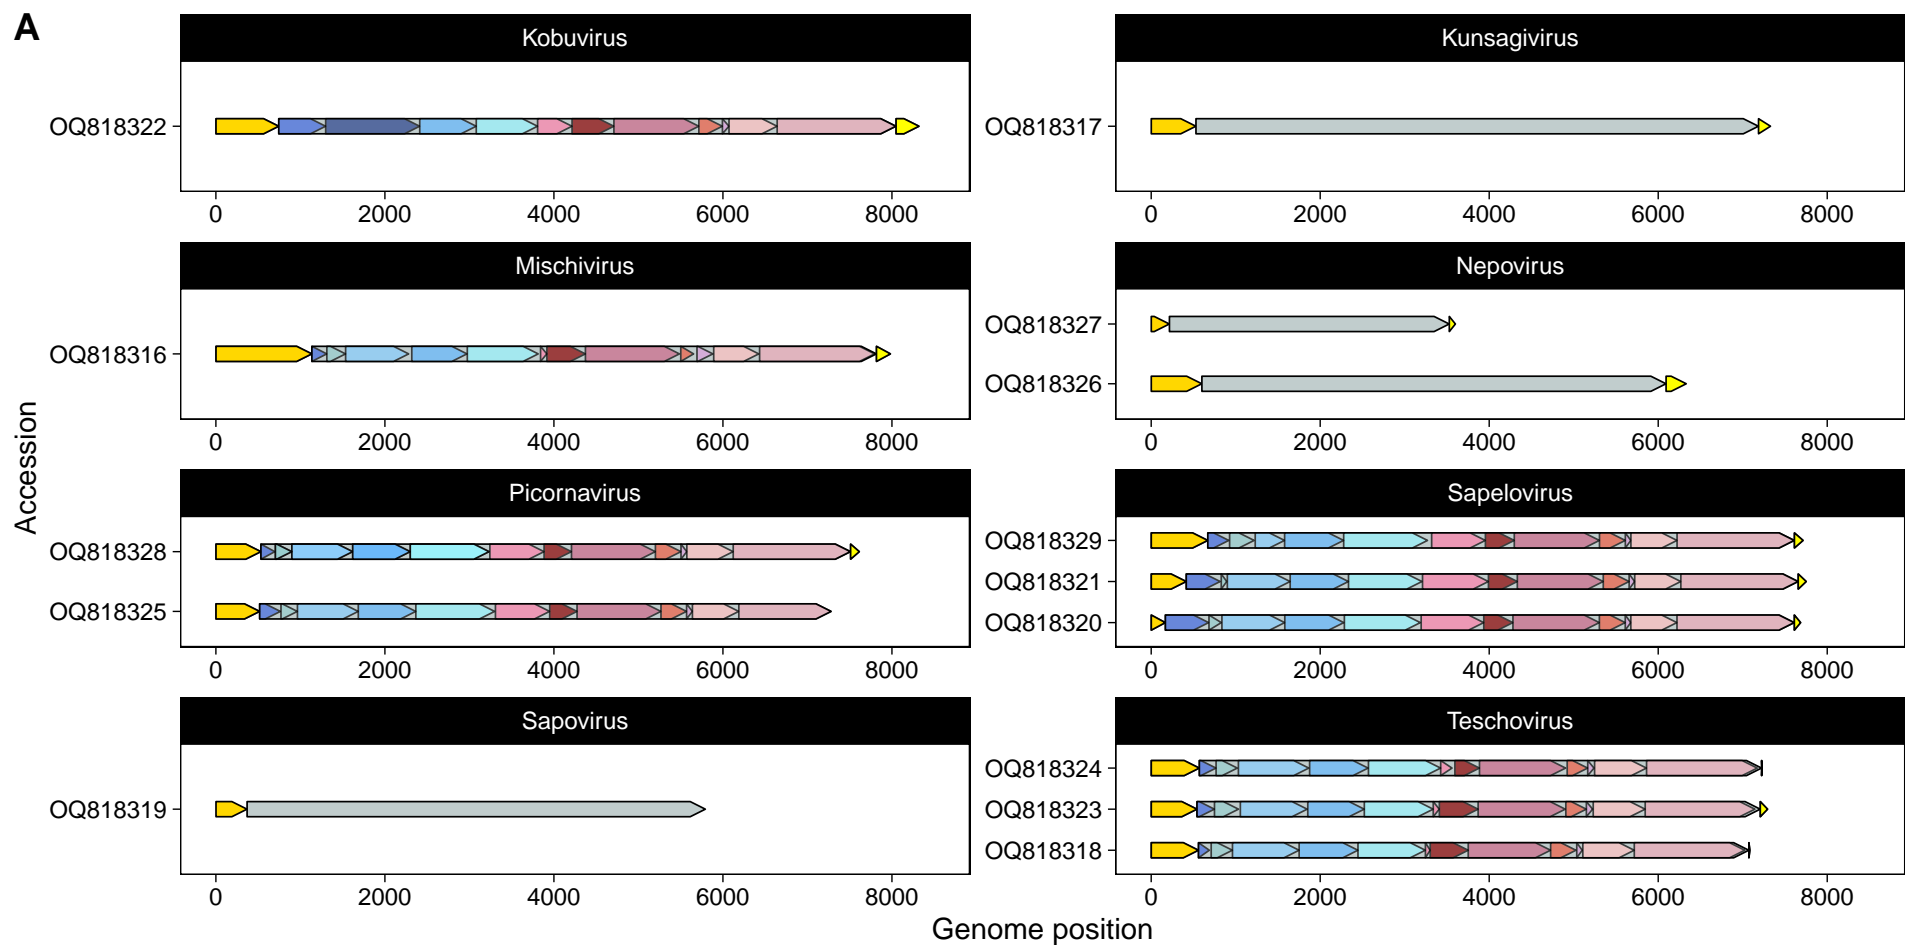 A
Kobuvirus
Kunsagivirus
OQ818322
OQ818317
0 2000 4000 6000 8000
0 2000 4000 6000 8000
Mischivirus
Nepovirus
OQ818316
OQ818327
OQ818326
0 2000 4000 6000 8000
0 2000 4000 6000 8000
Accession
Picornavirus
Sapelovirus
OQ818328
OQ818325
OQ818329
OQ818321
OQ818320
0 2000 4000 6000 8000
0 2000 4000 6000 8000
Sapovirus
Teschovirus
OQ818319
OQ818324
OQ818323
OQ818318
0 2000 4000 6000 8000
0 2000 4000 6000 8000
Genome position